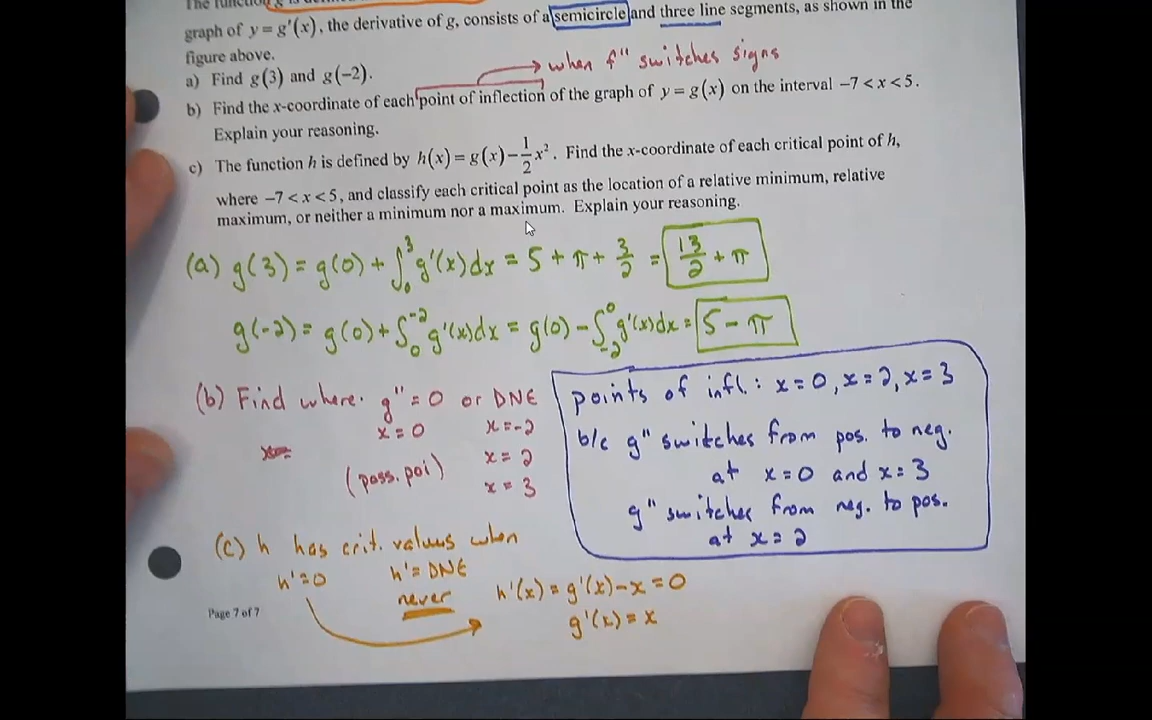 The function g is de
graph of y = g′(x), the derivative of g, consists of a semicircle and three line segments, as shown in the
figure above.
when f" switches signs
a) Find g(3) and g(−2).
b) Find the x-coordinate of each point of inflection of the graph of y = g(x) on the interval −7 < x < 5.
Explain your reasoning.
c) The function h is defined by h(x) = g(x) − 1/2 x². Find the x-coordinate of each critical point of h,
where −7 < x < 5, and classify each critical point as the location of a relative minimum, relative
maximum, or neither a minimum nor a maximum. Explain your reasoning.
(a) g(3) = g(0) + ∫₀³ g'(x)dx = 5 + π + 3/2 = 13/2 + π
g(-2) = g(0) + ∫₀⁻² g'(x)dx = g(0) − ∫₋₂⁰ g'(x)dx = 5 − π
(b) Find where g" = 0 or DNE
x = 0 x = -2
x = 2
(poss. poi) x = 3
points of infl.: x = 0, x = 2, x = 3
b/c g" switches from pos. to neg.
at x = 0 and x = 3
g" switches from neg. to pos.
at x = 2
(c) h has crit. values when
h' = 0 h' = DNE
never
h'(x) = g'(x) − x = 0
g'(x) = x
Page 7 of 7